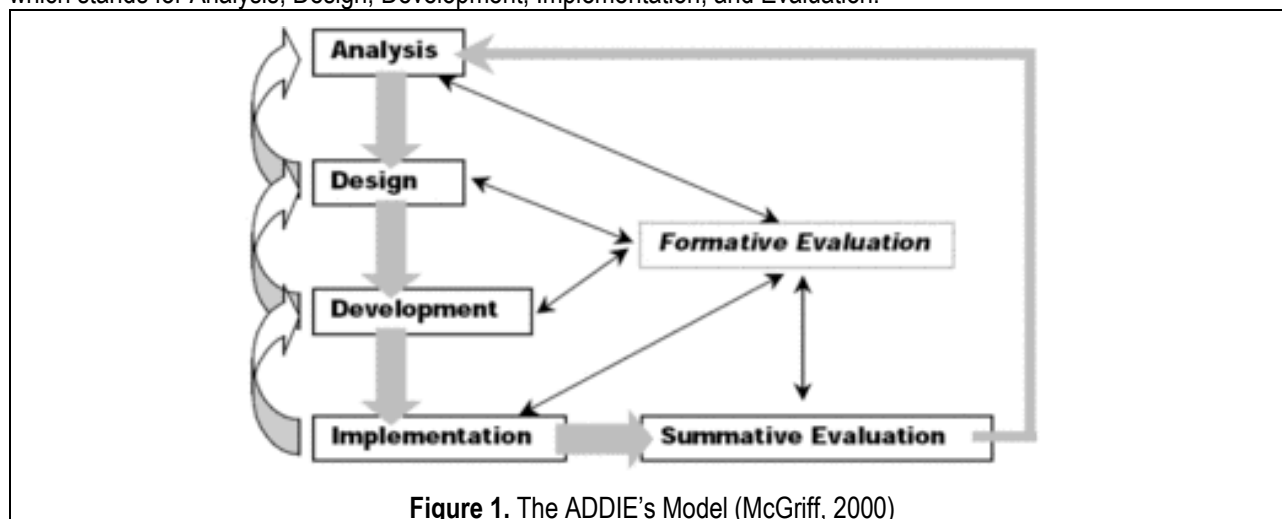 which stands for Analysis, Design, Development, Implementation, and Evaluation.
Analysis
Design
Formative Evaluation
Development
Implementation
Summative Evaluation
Figure 1. The ADDIE's Model (McGriff, 2000)